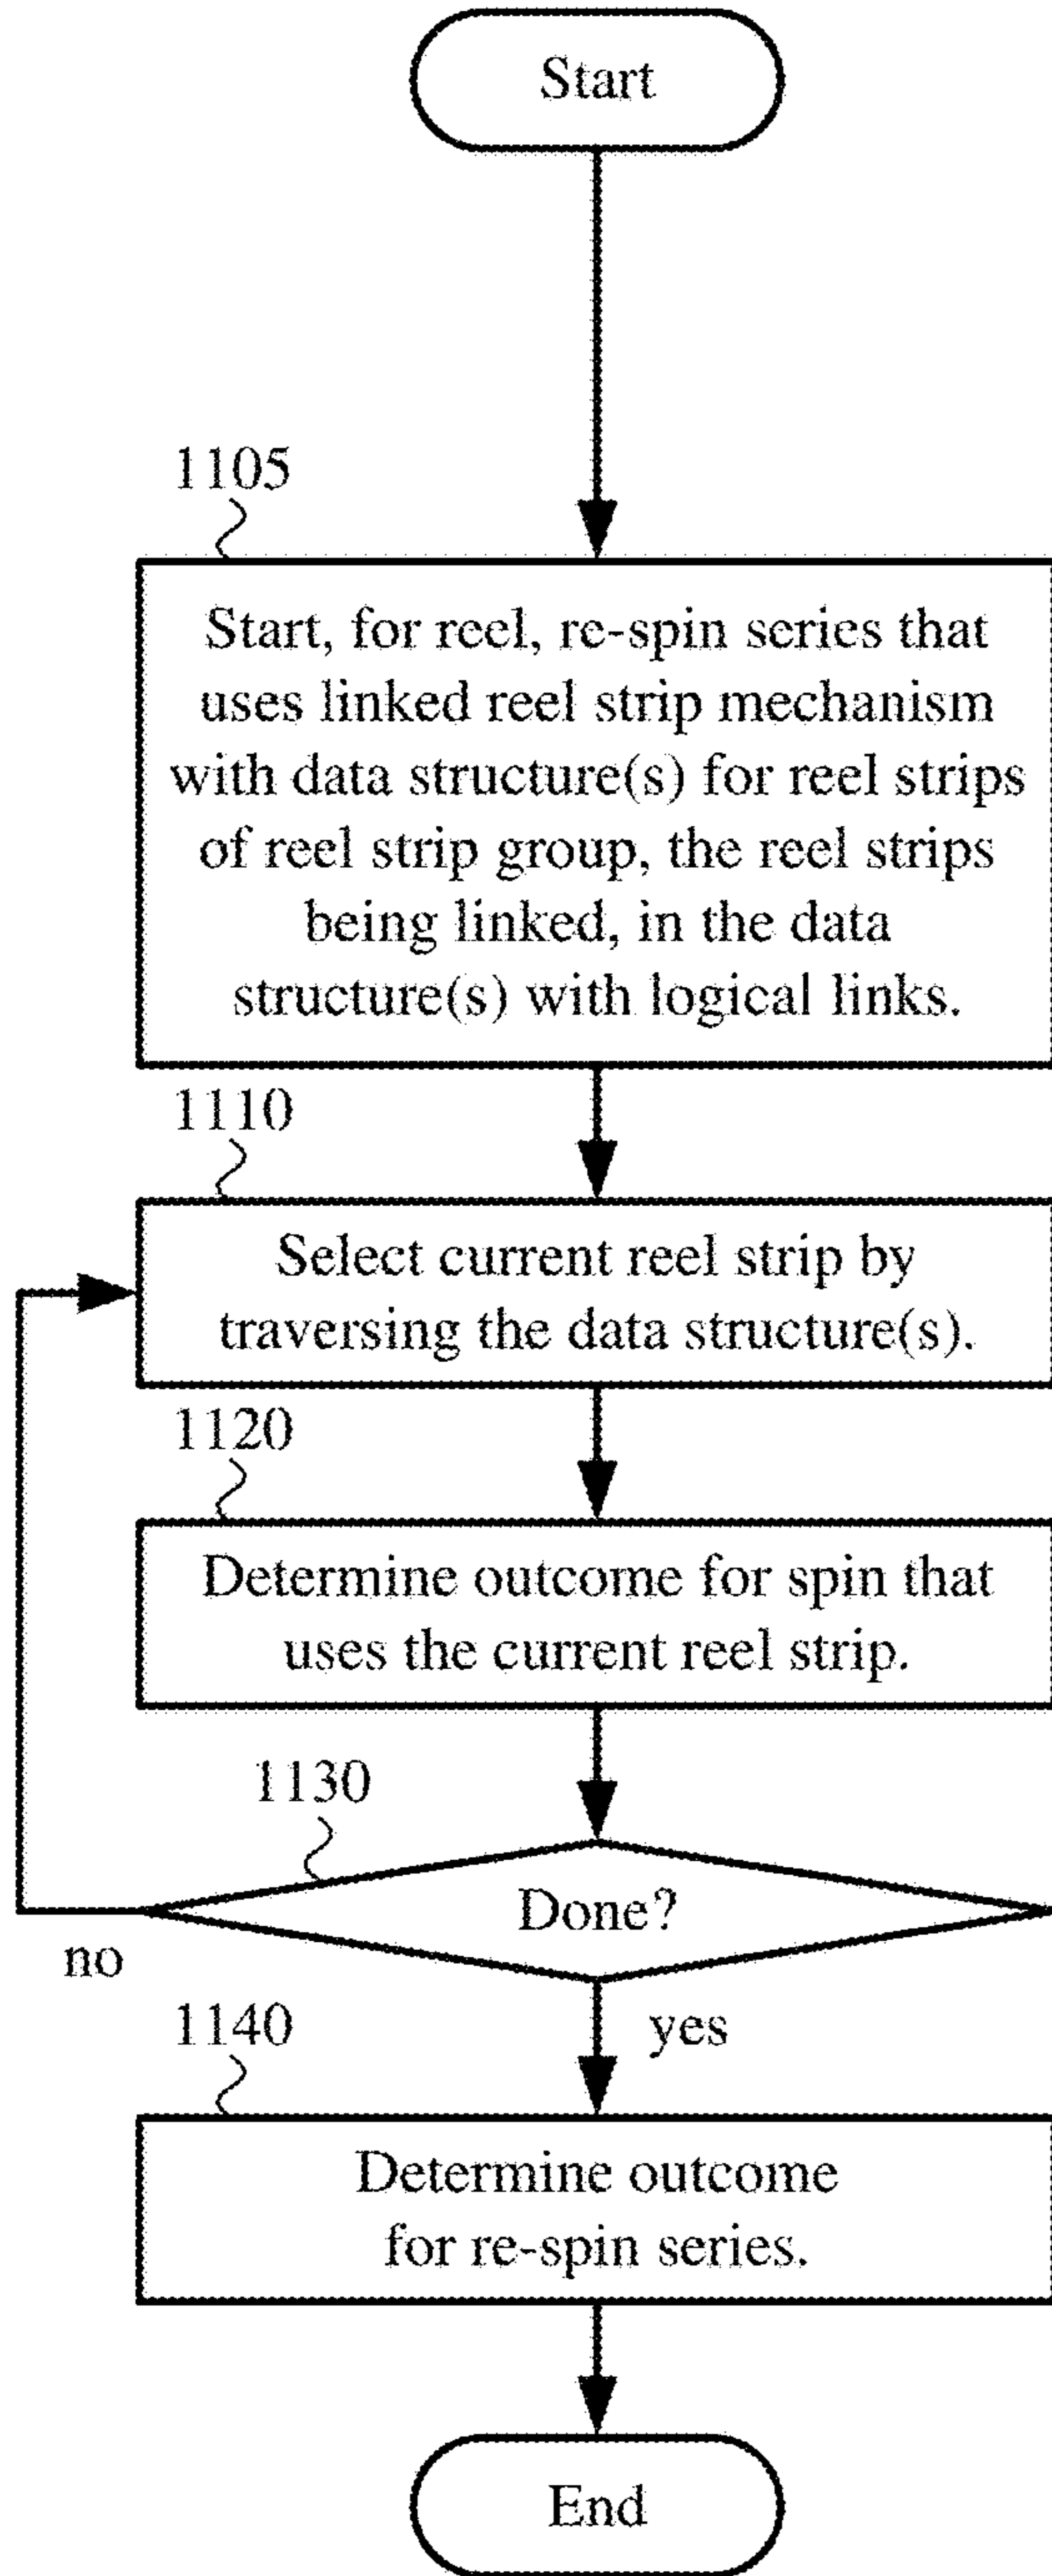 Start
1105
Start, for reel, re-spin series that
uses linked reel strip mechanism
with data structure(s) for reel strips
of reel strip group, the reel strips
being linked, in the data
structure(s) with logical links.
1110
Select current reel strip by
traversing the data structure(s).
1120
Determine outcome for spin that
uses the current reel strip.
1130
Done?
no
yes
1140
Determine outcome
for re-spin series.
End